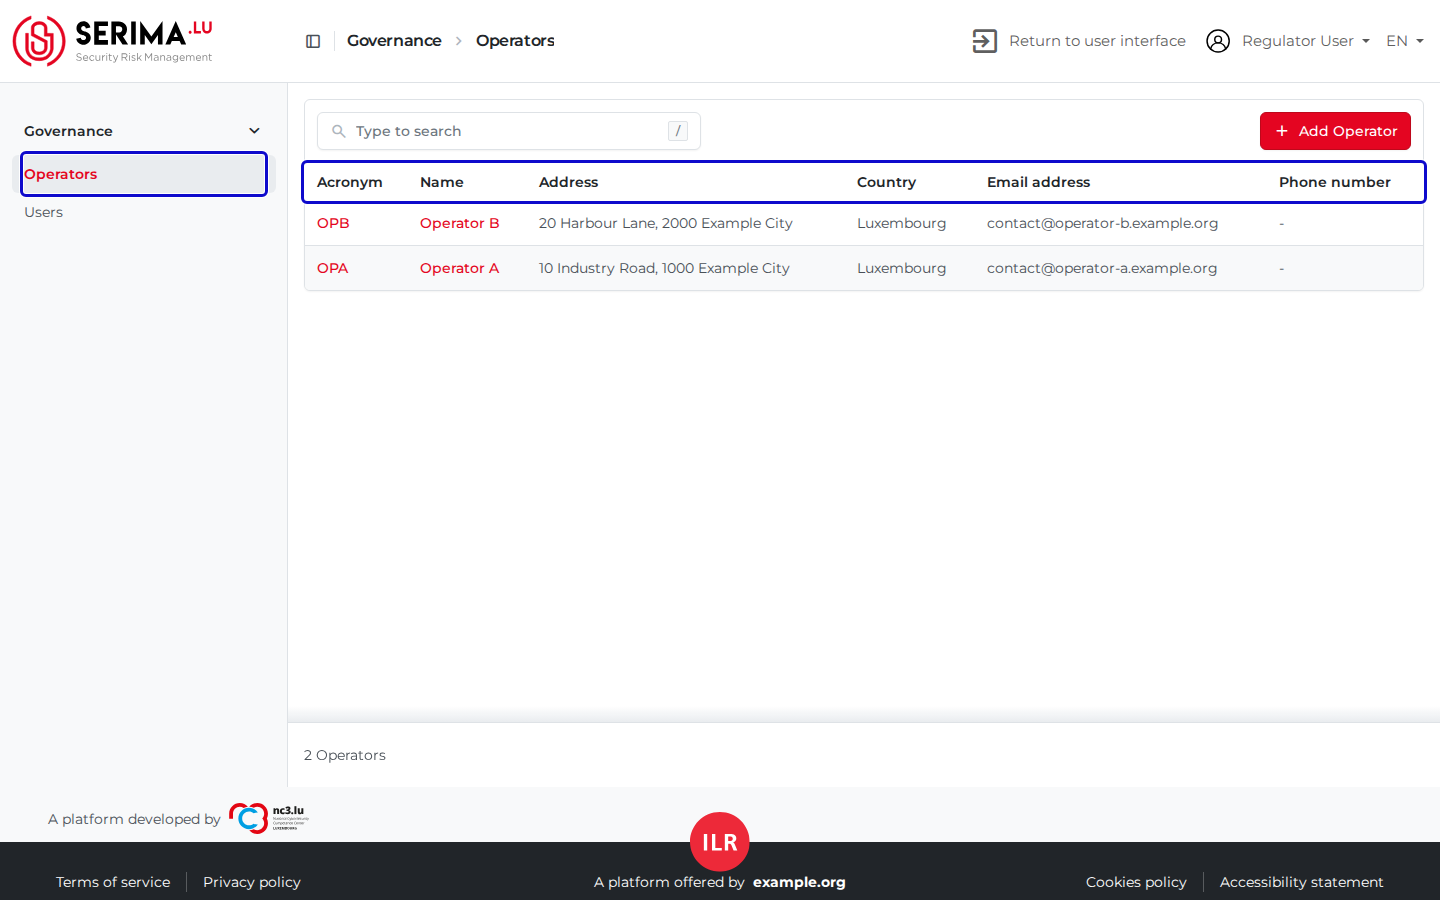 SERIMA.LU
Security Risk Management
Governance > Operators
Return to user interface
Regulator User
EN
Governance
Operators
Users
Type to search /
+ Add Operator
Acronym Name Address Country Email address Phone number
OPB Operator B 20 Harbour Lane, 2000 Example City Luxembourg contact@operator-b.example.org -
OPA Operator A 10 Industry Road, 1000 Example City Luxembourg contact@operator-a.example.org -
2 Operators
A platform developed by
nc3.lu
ILR
Terms of service Privacy policy
A platform offered by example.org
Cookies policy Accessibility statement